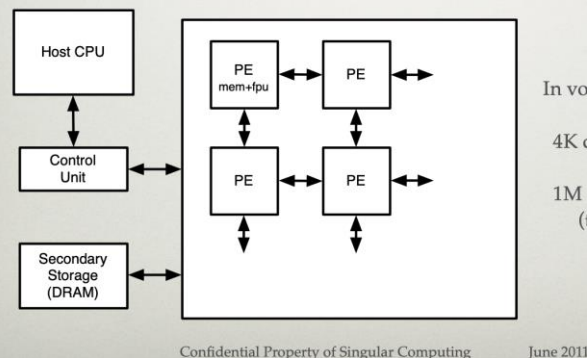 Host CPU
Control
Unit
Secondary
Storage
(DRAM)
PE
mem+fpu
PE
PE
PE
In vo
4K
1M
Confidential Property of Singular Computing
June 2011